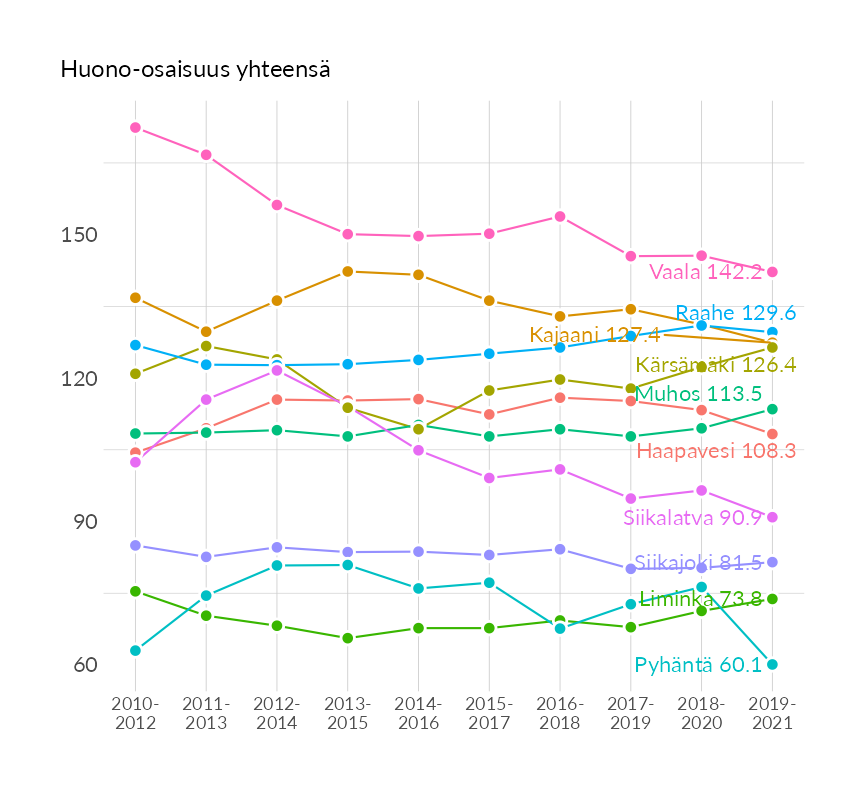 Huono-osaisuus yhteensä
150
120
90
60
Vaala 142.2
Raahe 129.6
Kajaani 127.4
Kärsämäki 126.4
Muhos 113.5
Haapavesi 108.3
Siikalatva 90.9
Siikajoki 81.5
Liminka 73.8
Pyhäntä 60.1
2010- 2011- 2012- 2013- 2014- 2015- 2016- 2017- 2018- 2019-
2012 2013 2014 2015 2016 2017 2018 2019 2020 2021